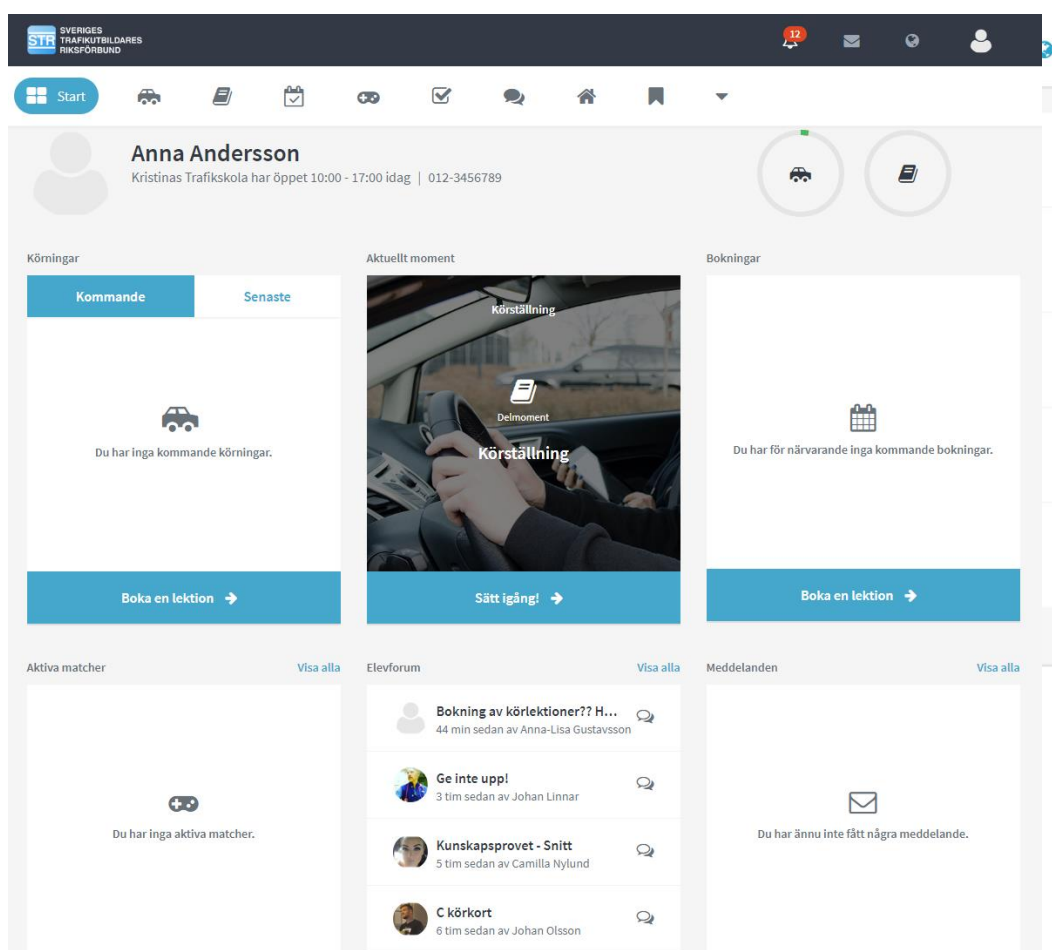 STR
SVERIGES
TRAFIKUTBILDARES
RIKSFÖRBUND
12
Start
Anna Andersson
Kristinas Trafikskola har öppet 10:00 - 17:00 idag | 012-3456789
Körningar
Kommande Senaste
Du har inga kommande körningar.
Boka en lektion
Aktuellt moment
Körställning
Delmoment
Körställning
Sätt igång!
Bokningar
Du har för närvarande inga kommande bokningar.
Boka en lektion
Aktiva matcher Visa alla
Du har inga aktiva matcher.
Elevforum Visa alla
Bokning av körlektioner?? H...
44 min sedan av Anna-Lisa Gustavsson
Ge inte upp!
3 tim sedan av Johan Linnar
Kunskapsprovet - Snitt
5 tim sedan av Camilla Nylund
C körkort
6 tim sedan av Johan Olsson
Meddelanden Visa alla
Du har ännu inte fått några meddelande.